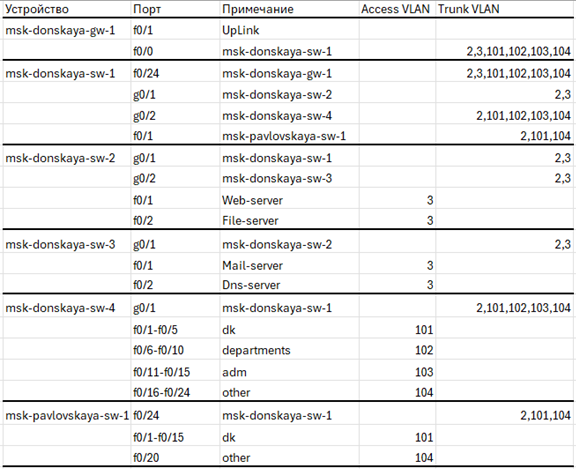 Устройство Порт Примечание Access VLAN Trunk VLAN
msk-donskaya-gw-1 f0/1 UpLink
f0/0 msk-donskaya-sw-1 2,3,101,102,103,104
msk-donskaya-sw-1 f0/24 msk-donskaya-gw-1 2,3,101,102,103,104
g0/1 msk-donskaya-sw-2 2,3
g0/2 msk-donskaya-sw-4 2,101,102,103,104
f0/1 msk-pavlovskaya-sw-1 2,101,104
msk-donskaya-sw-2 g0/1 msk-donskaya-sw-1 2,3
g0/2 msk-donskaya-sw-3 2,3
f0/1 Web-server 3
f0/2 File-server 3
msk-donskaya-sw-3 g0/1 msk-donskaya-sw-2 2,3
f0/1 Mail-server 3
f0/2 Dns-server 3
msk-donskaya-sw-4 g0/1 msk-donskaya-sw-1 2,101,102,103,104
f0/1-f0/5 dk 101
f0/6-f0/10 departments 102
f0/11-f0/15 adm 103
f0/16-f0/24 other 104
msk-pavlovskaya-sw-1 f0/24 msk-donskaya-sw-1 2,101,104
f0/1-f0/15 dk 101
f0/20 other 104